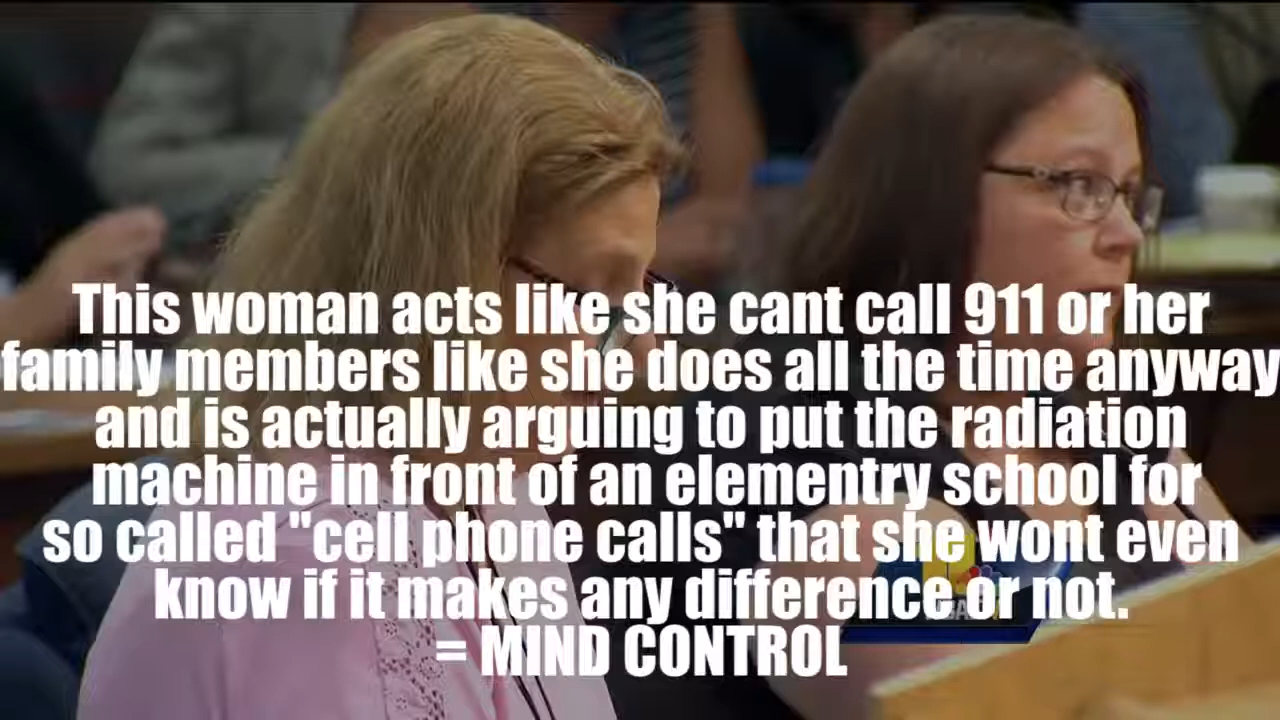 This woman acts like she cant call 911 or her
family members like she does all the time anyway
and is actually arguing to put the radiation
machine in front of an elementry school for
so called "cell phone calls" that she wont even
know if it makes any difference or not.
= MIND CONTROL